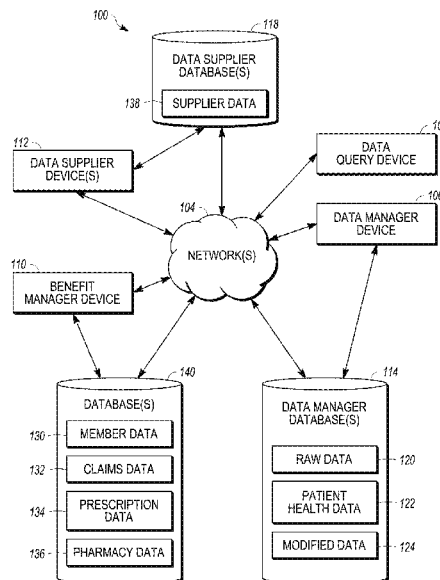 100
118
DATA SUPPLIER
DATABASE(S)
138
SUPPLIER DATA
112
DATA SUPPLIER
DEVICE(S)
10
DATA
QUERY DEVICE
104
NETWORK(S)
DATA MANAGER
DEVICE
110
BENEFIT
MANAGER DEVICE
140
DATABASE(S)
130
MEMBER DATA
132
CLAIMS DATA
134
PRESCRIPTION
DATA
136
PHARMACY DATA
114
DATA MANAGER
DATABASE(S)
RAW DATA
120
PATIENT
HEALTH DATA
122
MODIFIED DATA
124